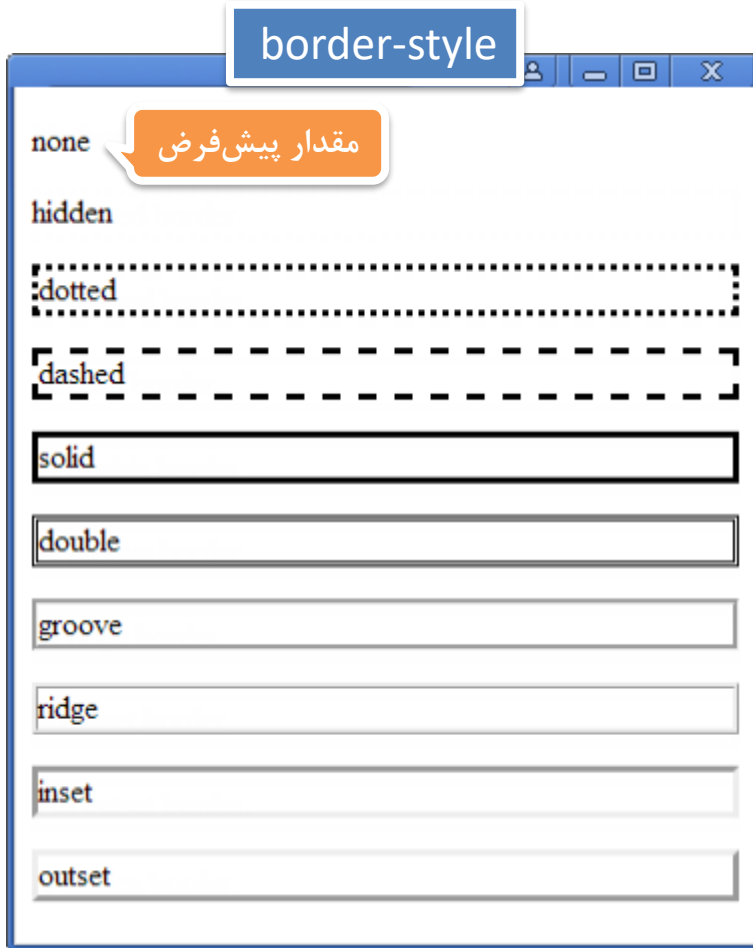 border-style
none
مقدار پیش‌فرض
hidden
dotted
dashed
solid
double
groove
ridge
inset
outset